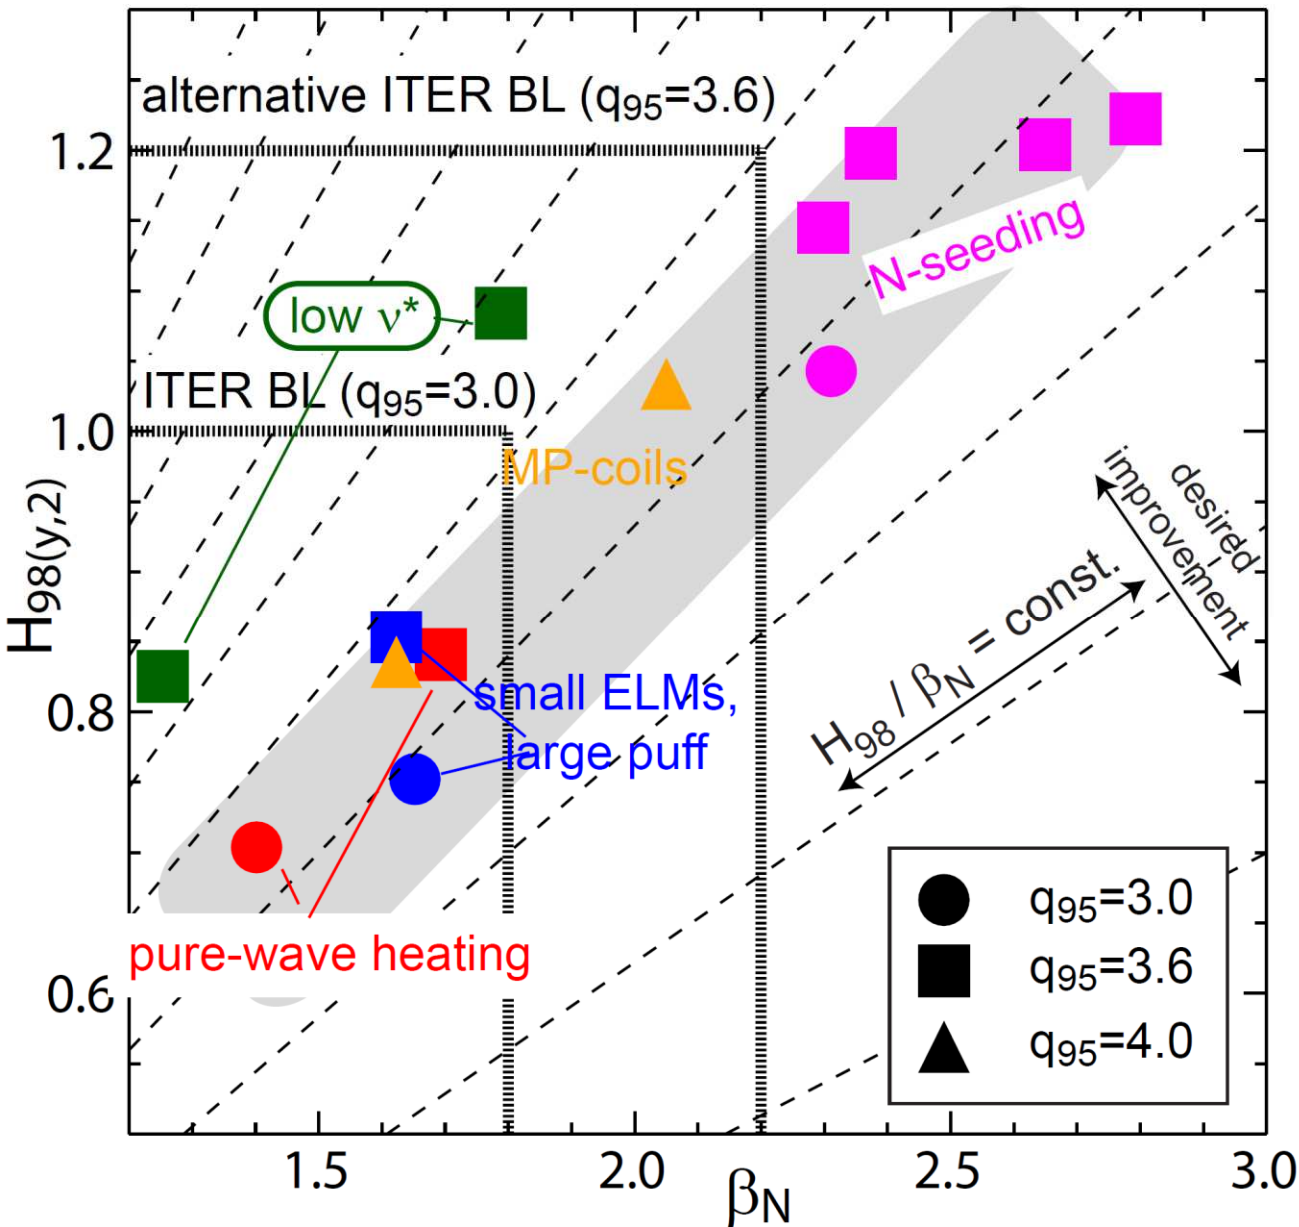 alternative ITER BL (q95=3.6)
1.2
low ν*
N-seeding
ITER BL (q95=3.0)
1.0
MP-coils
desired
improvement
H98(y,2)
H98 / βN = const.
small ELMs,
large puff
0.8
q95=3.0
pure-wave heating
q95=3.6
0.6
q95=4.0
1.5
2.0
2.5
3.0
βN